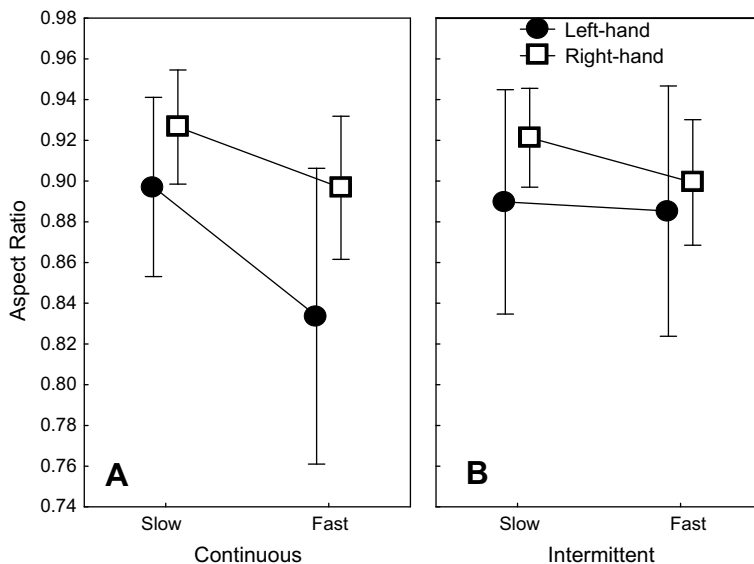 0.98
0.96
0.94
0.92
0.90
0.88
0.86
0.84
0.82
0.80
0.78
0.76
0.74
Aspect Ratio
Left-hand
Right-hand
A
B
Slow
Fast
Slow
Fast
Continuous
Intermittent